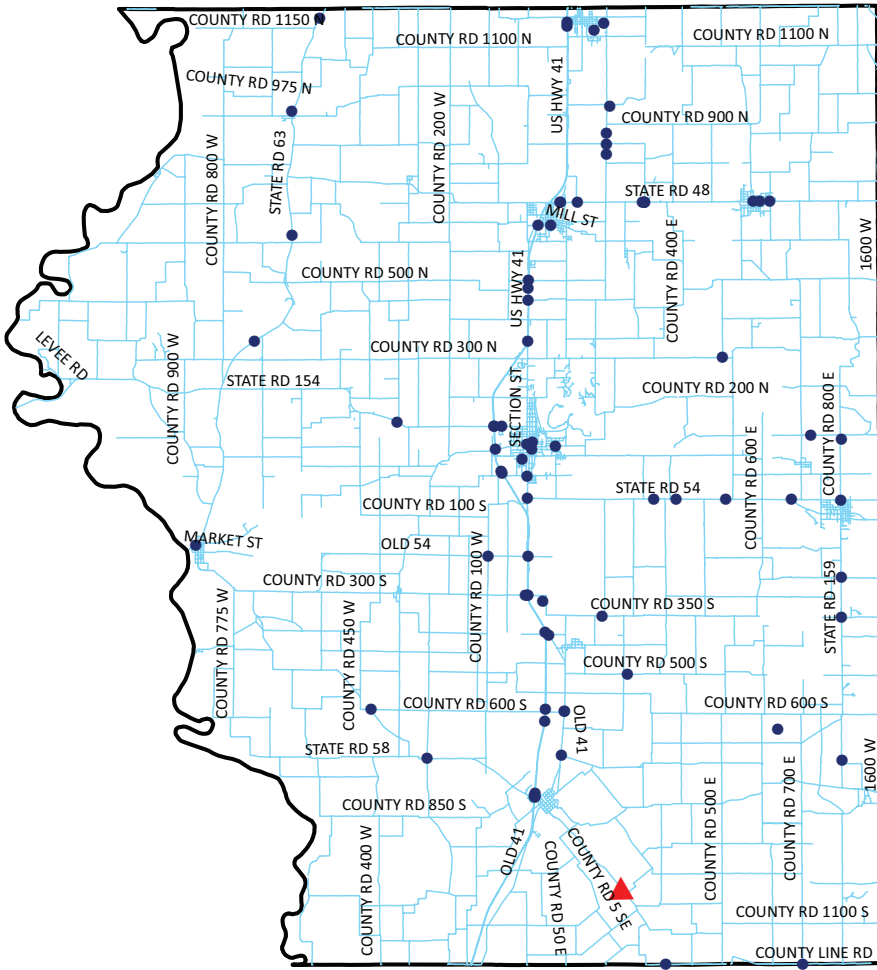 COUNTY RD 1150 N
COUNTY RD 1100 N
COUNTY RD 1100 N
US HWY 41
COUNTY RD 975 N
COUNTY RD 200 W
COUNTY RD 900 N
COUNTY RD 800 W
STATE RD 63
STATE RD 48
MILL ST
COUNTY RD 400 E
1600 W
COUNTY RD 500 N
US HWY 41
LEVEE RD
COUNTY RD 900 W
COUNTY RD 300 N
STATE RD 154
SECTION ST
COUNTY RD 200 N
COUNTY RD 800 E
COUNTY RD 600 E
STATE RD 54
COUNTY RD 100 S
MARKET ST
OLD 54
COUNTY RD 100 W
COUNTY RD 300 S
STATE RD 159
COUNTY RD 775 W
COUNTY RD 450 W
COUNTY RD 350 S
COUNTY RD 500 S
COUNTY RD 600 S
COUNTY RD 600 S
OLD 41
STATE RD 58
COUNTY RD 700 E
1600 W
COUNTY RD 850 S
COUNTY RD 500 E
OLD 41
COUNTY RD 400 W
COUNTY RD 50 E
COUNTY RD 5 SE
COUNTY RD 1100 S
COUNTY LINE RD